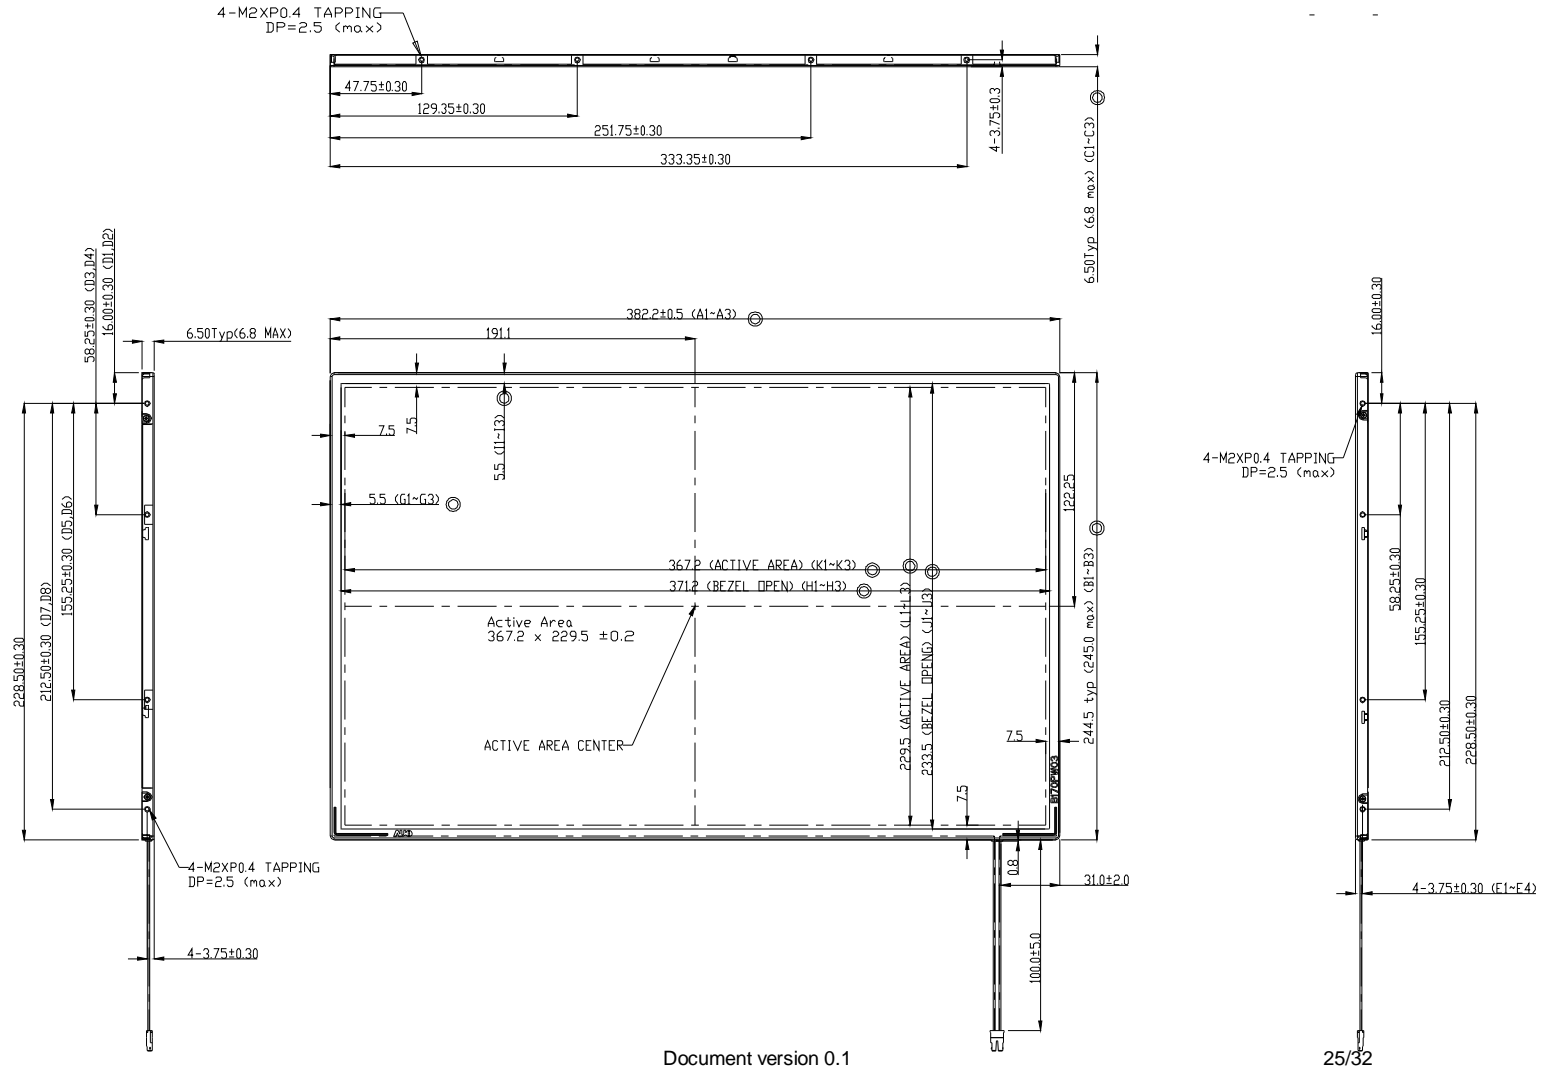 4-M2XP0.4 TAPPING
DP=2.5 (max)
47.75±0.30
129.35±0.30
251.75±0.30
333.35±0.30
4-3.75±0.3
6.50Typ (6.8 max) (C1~C3)
58.25±0.30 (D3,D4)
16.00±0.30 (D1,D2)
6.50Typ(6.8 MAX)
228.50±0.30
212.50±0.30 (D7,D8)
155.25±0.30 (D5,D6)
4-M2XP0.4 TAPPING
DP=2.5 (max)
4-3.75±0.30
382.2±0.5 (A1~A3)
191.1
7.5
7.5
5.5 (I1~I3)
5.5 (G1~G3)
122.25
367.2 (ACTIVE AREA) (K1~K3)
371.2 (BEZEL OPEN) (H1~H3)
Active Area
367.2 x 229.5 ±0.2
ACTIVE AREA CENTER
229.5 (ACTIVE AREA) (L1~L3)
233.5 (BEZEL OPENG) (J1~J3)
244.5 typ (245.0 max) (B1~B3)
7.5
7.5
B170PW03
AUO
0.8
31.0±2.0
100.0±5.0
16.00±0.30
4-M2XP0.4 TAPPING
DP=2.5 (max)
58.25±0.30
155.25±0.30
212.50±0.30
228.50±0.30
4-3.75±0.30 (E1~E4)
Document version 0.1
25/32